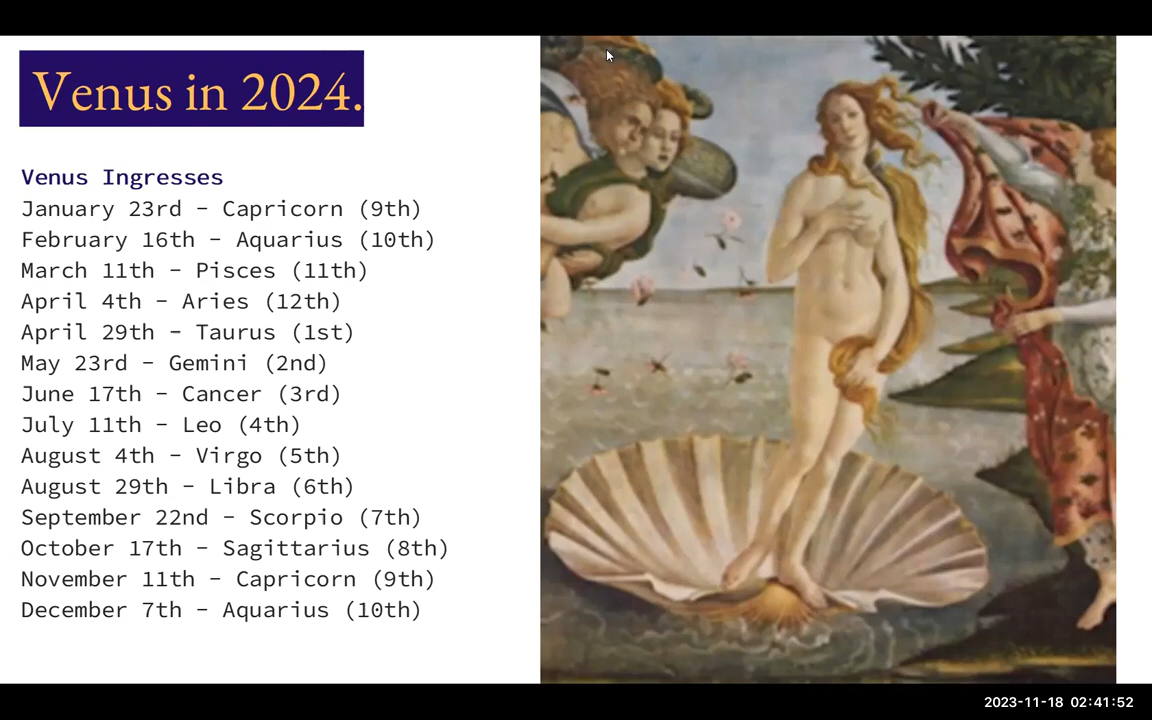 Venus in 2024.
Venus Ingresses
January 23rd - Capricorn (9th)
February 16th - Aquarius (10th)
March 11th - Pisces (11th)
April 4th - Aries (12th)
April 29th - Taurus (1st)
May 23rd - Gemini (2nd)
June 17th - Cancer (3rd)
July 11th - Leo (4th)
August 4th - Virgo (5th)
August 29th - Libra (6th)
September 22nd - Scorpio (7th)
October 17th - Sagittarius (8th)
November 11th - Capricorn (9th)
December 7th - Aquarius (10th)
2023-11-18 02:41:52